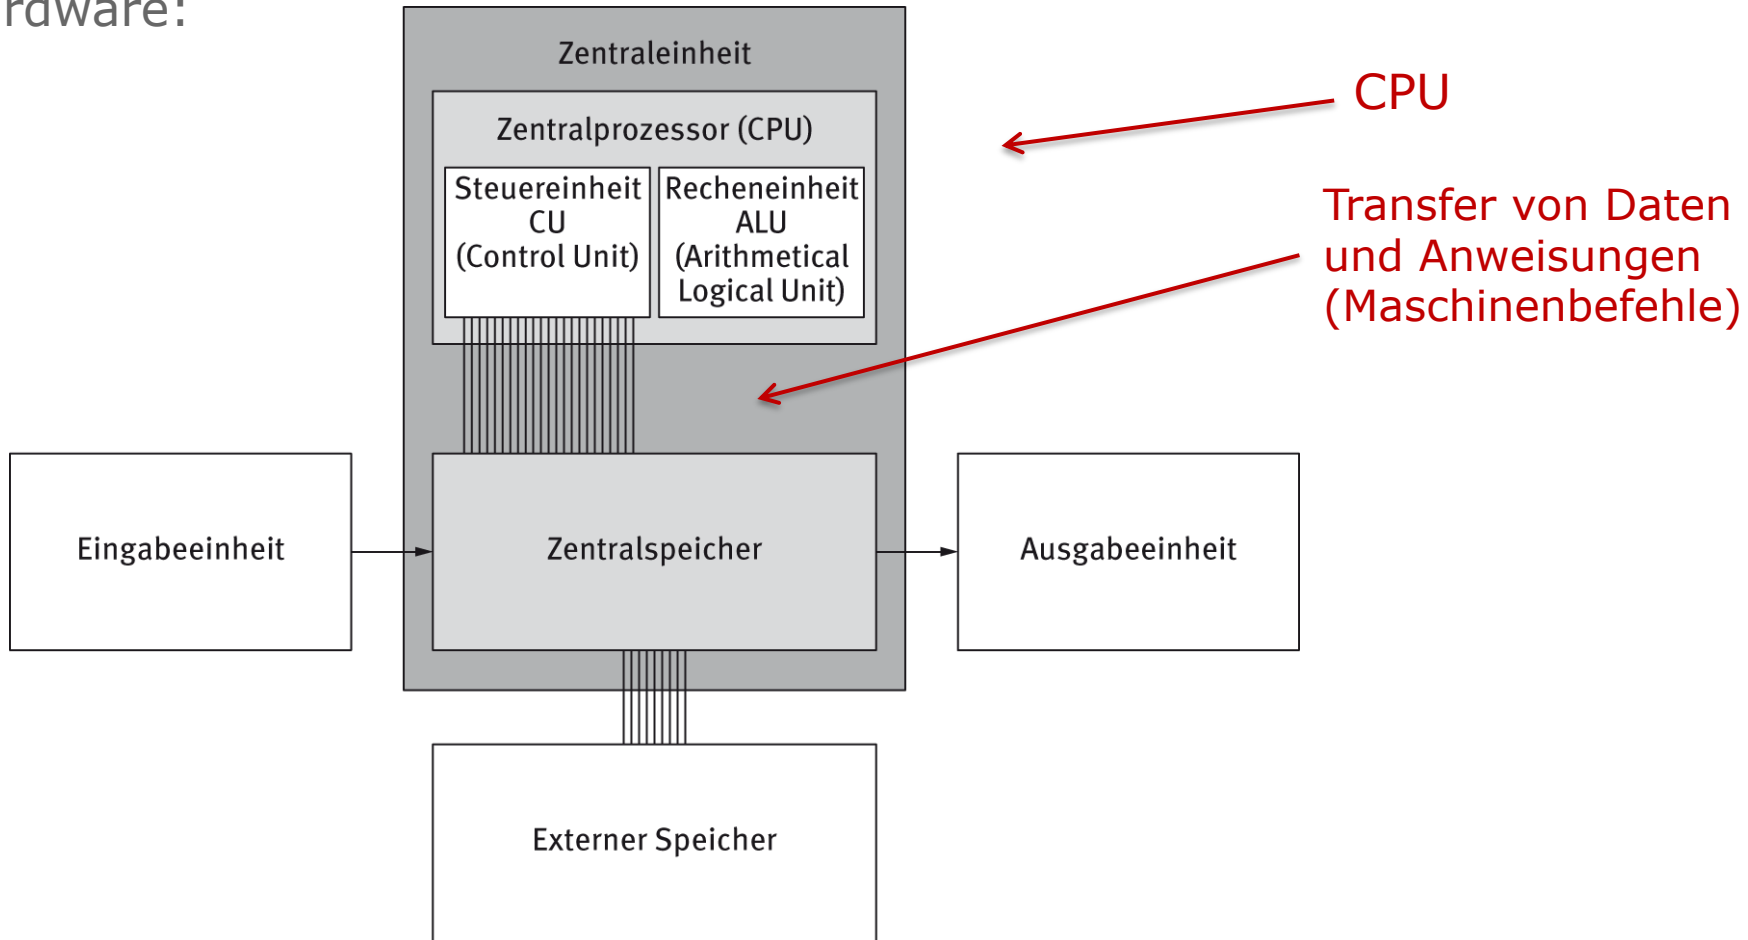 rdware:
Zentraleinheit
Zentralprozessor (CPU)
Steuereinheit
CU
(Control Unit)
Recheneinheit
ALU
(Arithmetical
Logical Unit)
CPU
Transfer von Daten
und Anweisungen
(Maschinenbefehle)
Eingabeeinheit
Zentralspeicher
Ausgabeeinheit
Externer Speicher